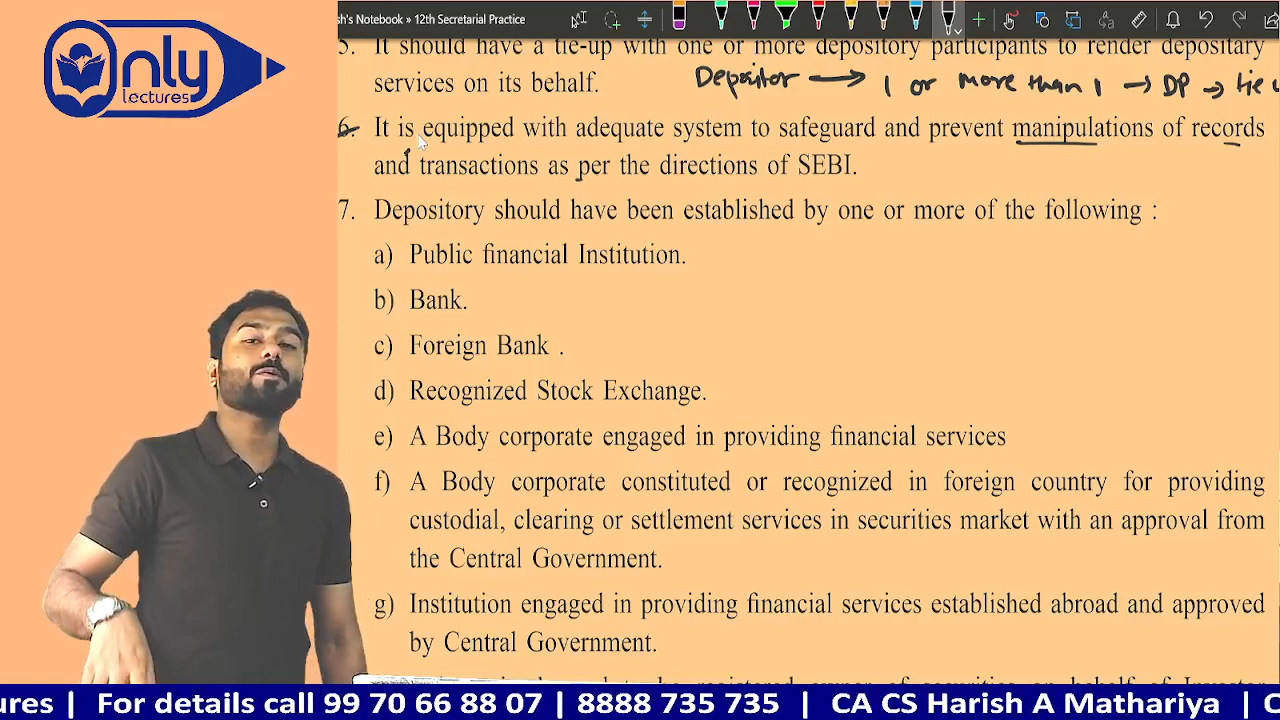 nly
lectures
sh's Notebook » 12th Secretarial Practice
5. It should have a tie-up with one or more depository participants to render depositary
services on its behalf.
Depositor → 1 or more than 1 → DP → tie u
6. It is equipped with adequate system to safeguard and prevent manipulations of records
and transactions as per the directions of SEBI.
7. Depository should have been established by one or more of the following :
a) Public financial Institution.
b) Bank.
c) Foreign Bank .
d) Recognized Stock Exchange.
e) A Body corporate engaged in providing financial services
f) A Body corporate constituted or recognized in foreign country for providing
custodial, clearing or settlement services in securities market with an approval from
the Central Government.
g) Institution engaged in providing financial services established abroad and approved
by Central Government.
ures | For details call 99 70 66 88 07 | 8888 735 735 | CA CS Harish A Mathariya | C